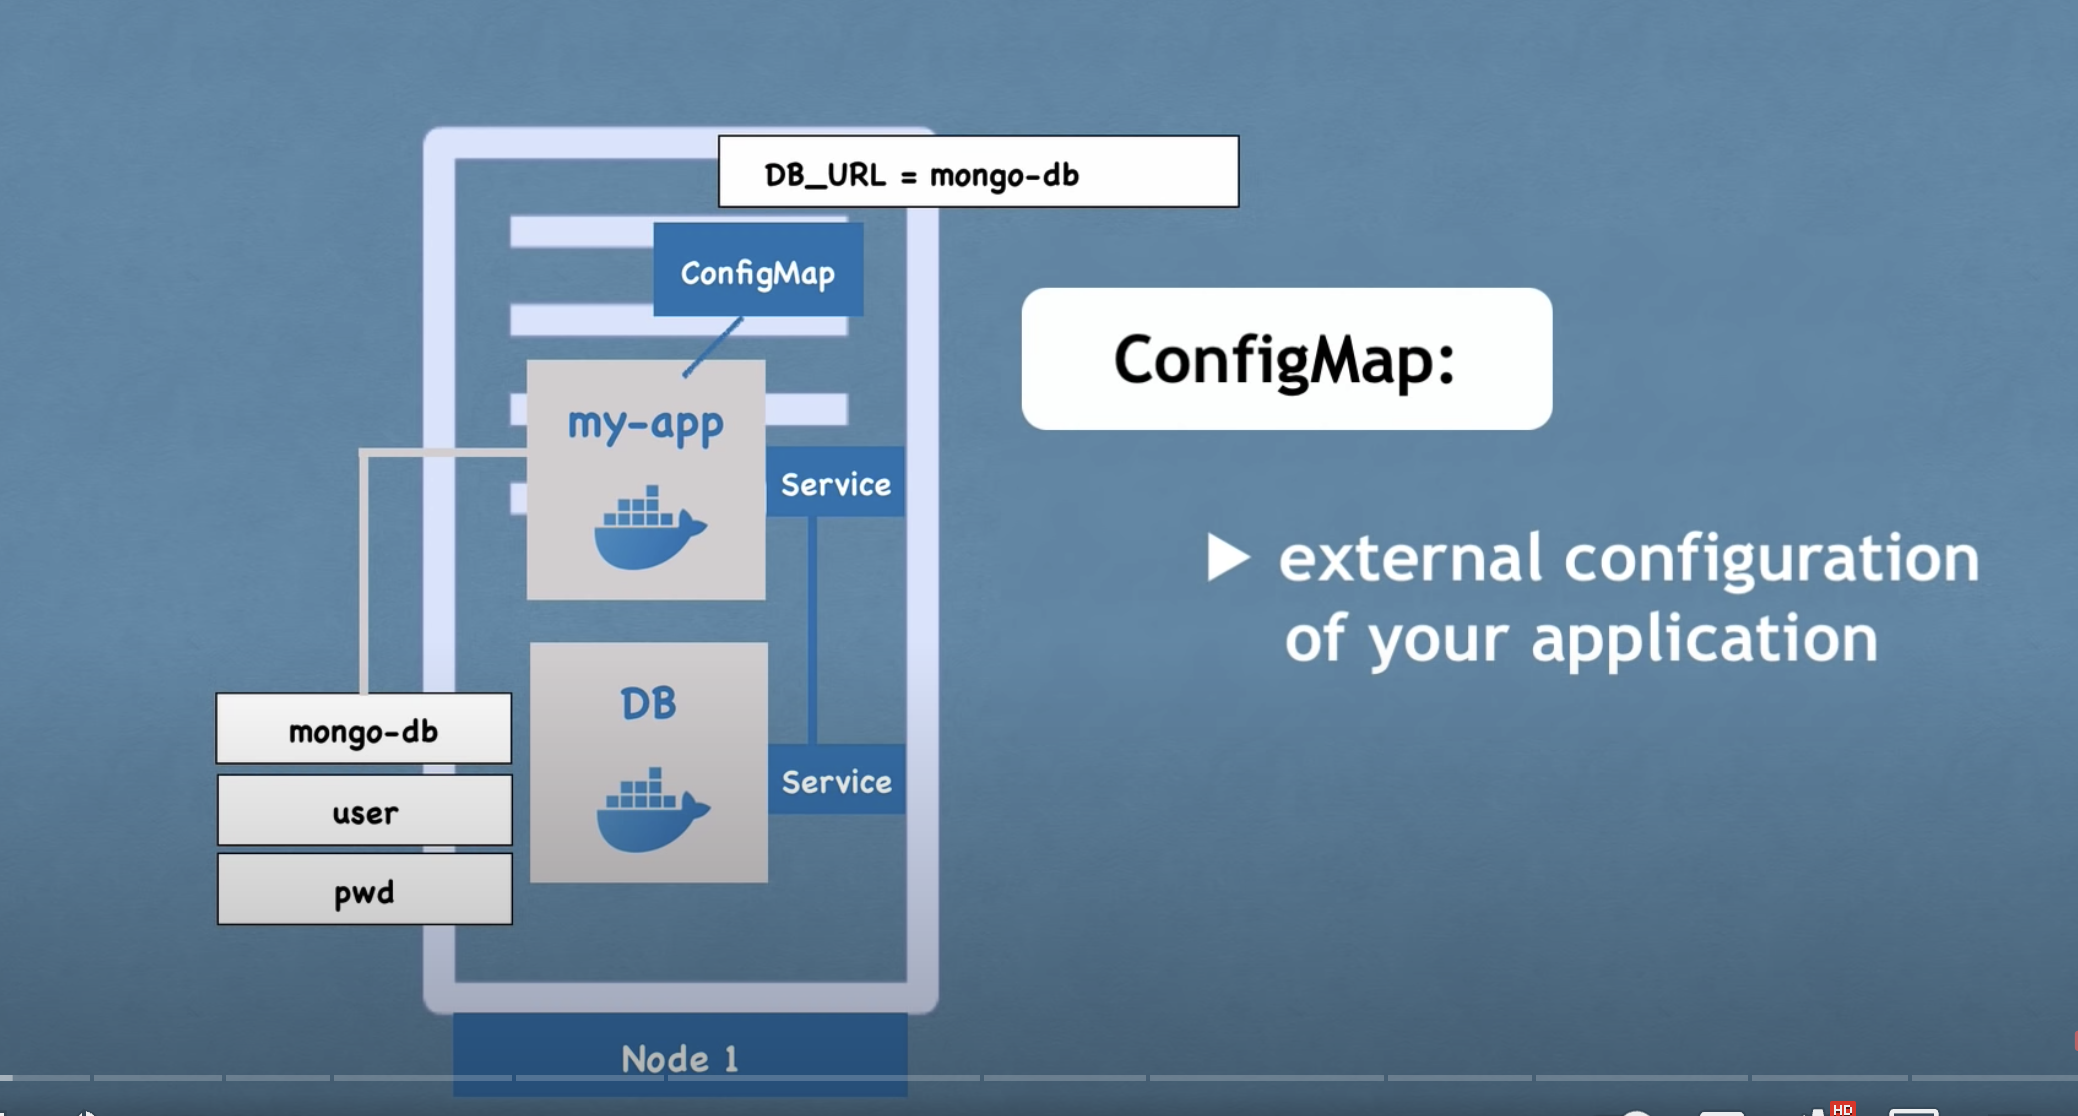 DB_URL = mongo-db
ConfigMap
ConfigMap:
my-app
Service
external configuration
of your application
DB
Service
mongo-db
user
pwd
Node 1
HD